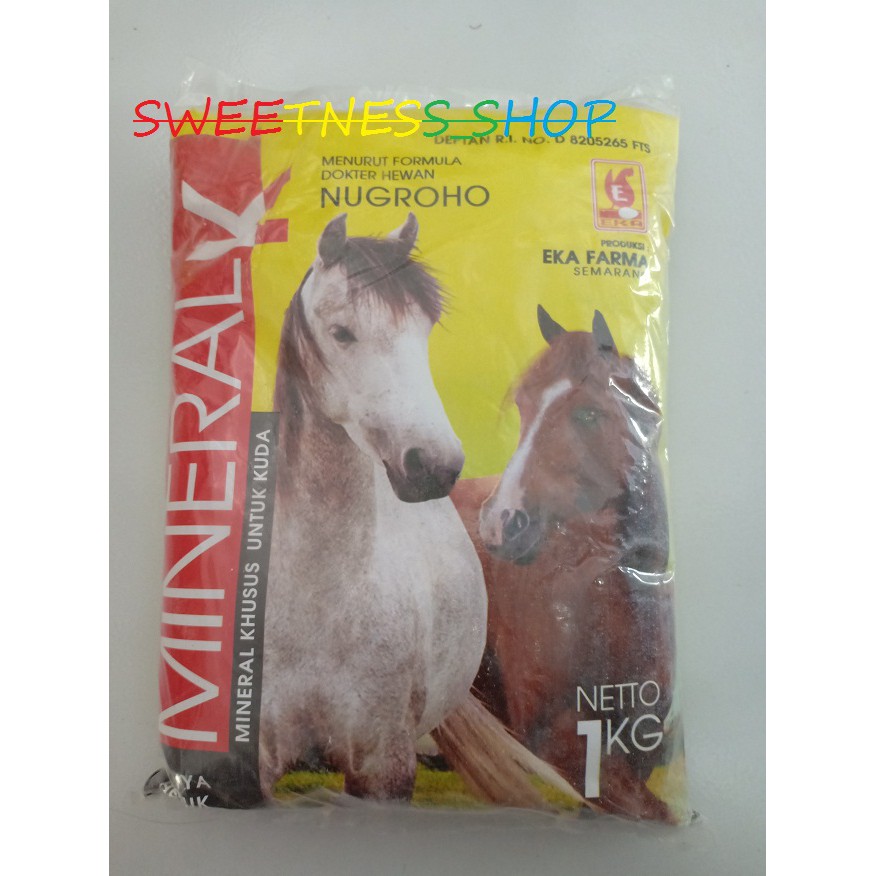 SWEETNESS SHOP
DEPTAN R.I. NO. D 8205265 FTS
MENURUT FORMULA
DOKTER HEWAN
NUGROHO
E
EKA
PRODUKSI
EKA FARMA
SEMARANG
MINERAL K
MINERAL KHUSUS UNTUK KUDA
NETTO
1KG